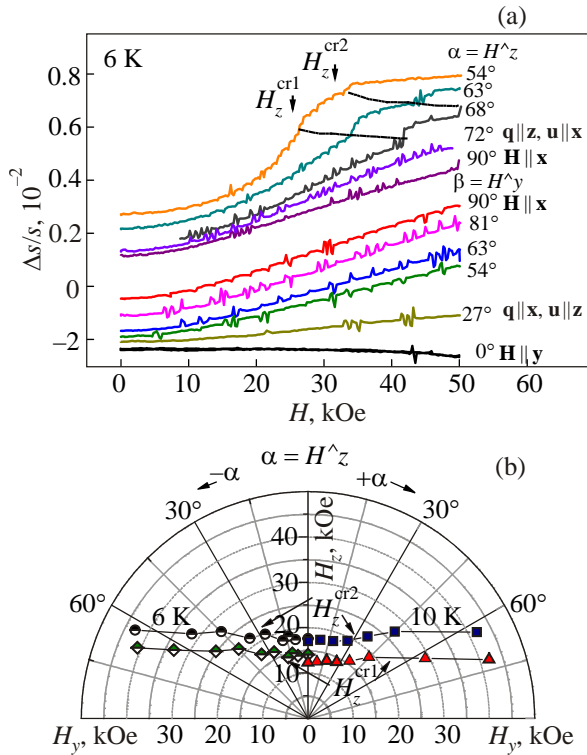 (a)
6 K
H_z^cr1
H_z^cr2
α = H^z
54°
63°
68°
72° q||z, u||x
90° H || x
β = H^y
90° H || x
81°
63°
54°
27° q||x, u||z
0° H || y
0.8
0.6
0.4
0.2
0
−2
Δs/s, 10^−2
0 10 20 30 40 50 60
H, kOe
(b)
α = H^z
−α
+α
30°
30°
60°
60°
40
30
20
10
H_z, kOe
6 K
10 K
H_z^cr2
H_z^cr1
H_y, kOe 30 20 10 0 10 20 30 40 H_y, kOe